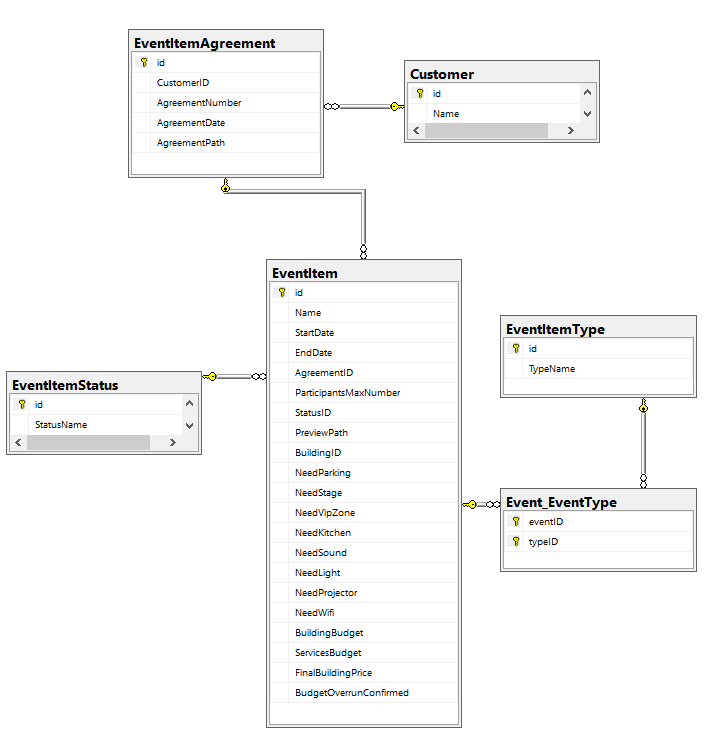 EventItemAgreement
id
CustomerID
AgreementNumber
AgreementDate
AgreementPath
Customer
id
Name
EventItem
id
Name
StartDate
EndDate
AgreementID
ParticipantsMaxNumber
StatusID
PreviewPath
BuildingID
NeedParking
NeedStage
NeedVipZone
NeedKitchen
NeedSound
NeedLight
NeedProjector
NeedWifi
BuildingBudget
ServicesBudget
FinalBuildingPrice
BudgetOverrunConfirmed
EventItemType
id
TypeName
EventItemStatus
id
StatusName
Event_EventType
eventID
typeID